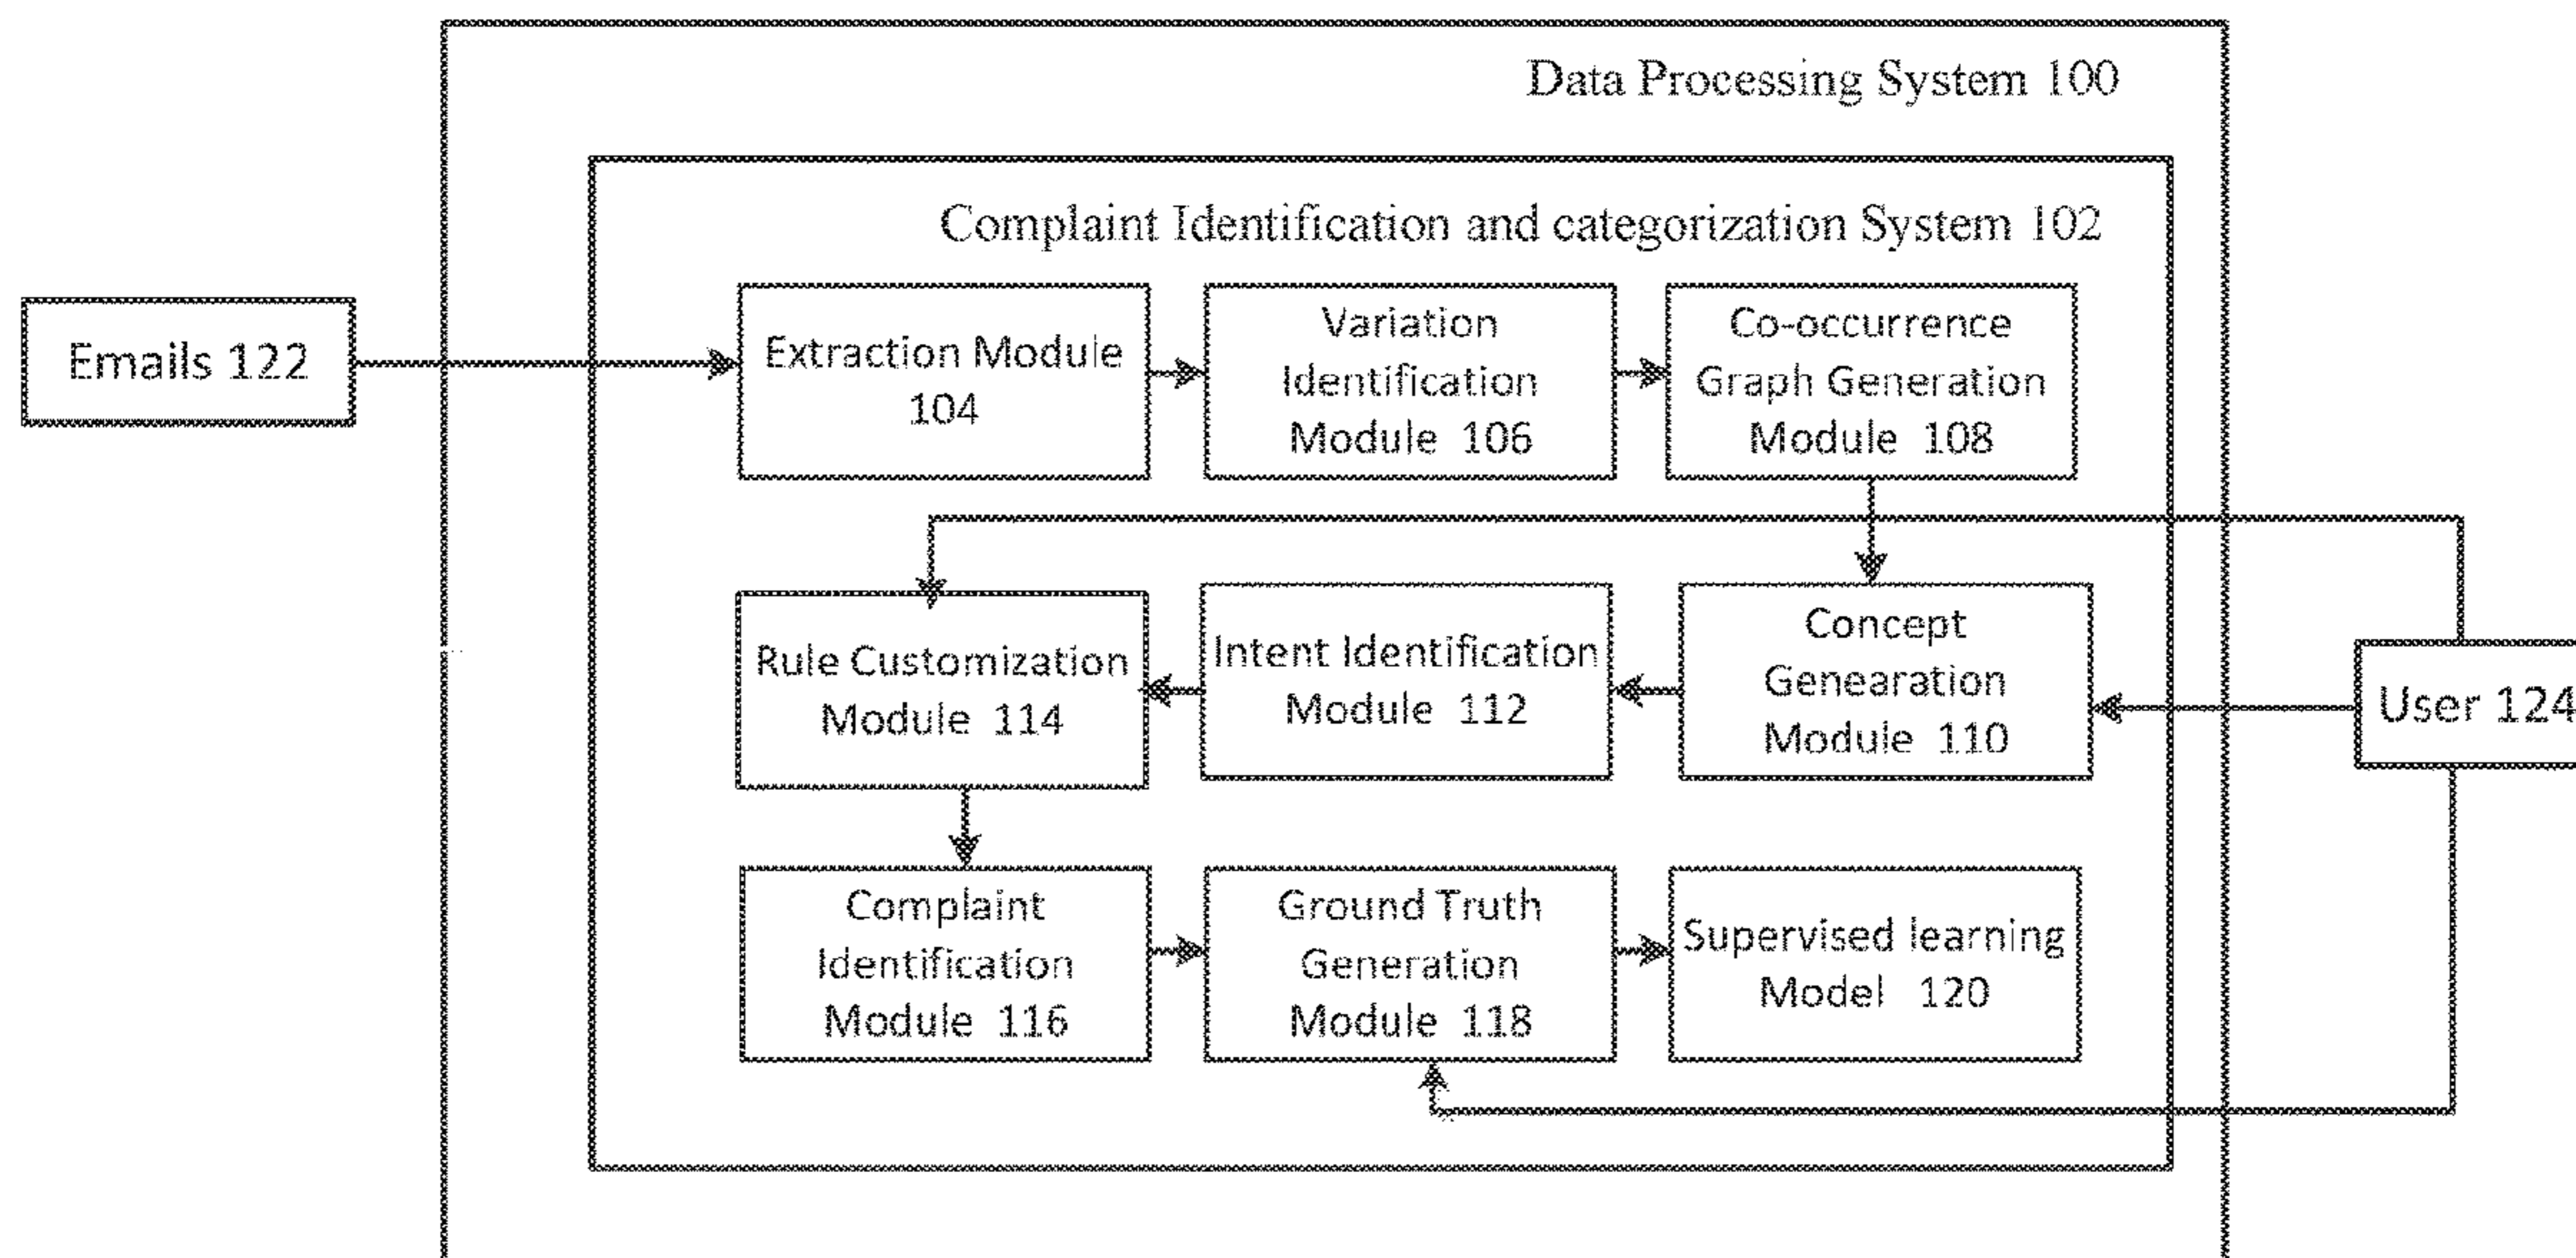 Data Processing System 100
Complaint Identification and categorization System 102
Emails 122
Extraction Module
104
Variation
Identification
Module 106
Co-occurrence
Graph Generation
Module 108
Rule Customization
Module 114
Intent Identification
Module 112
Concept
Genearation
Module 110
User 124
Complaint
Identification
Module 116
Ground Truth
Generation
Module 118
Supervised learning
Model 120